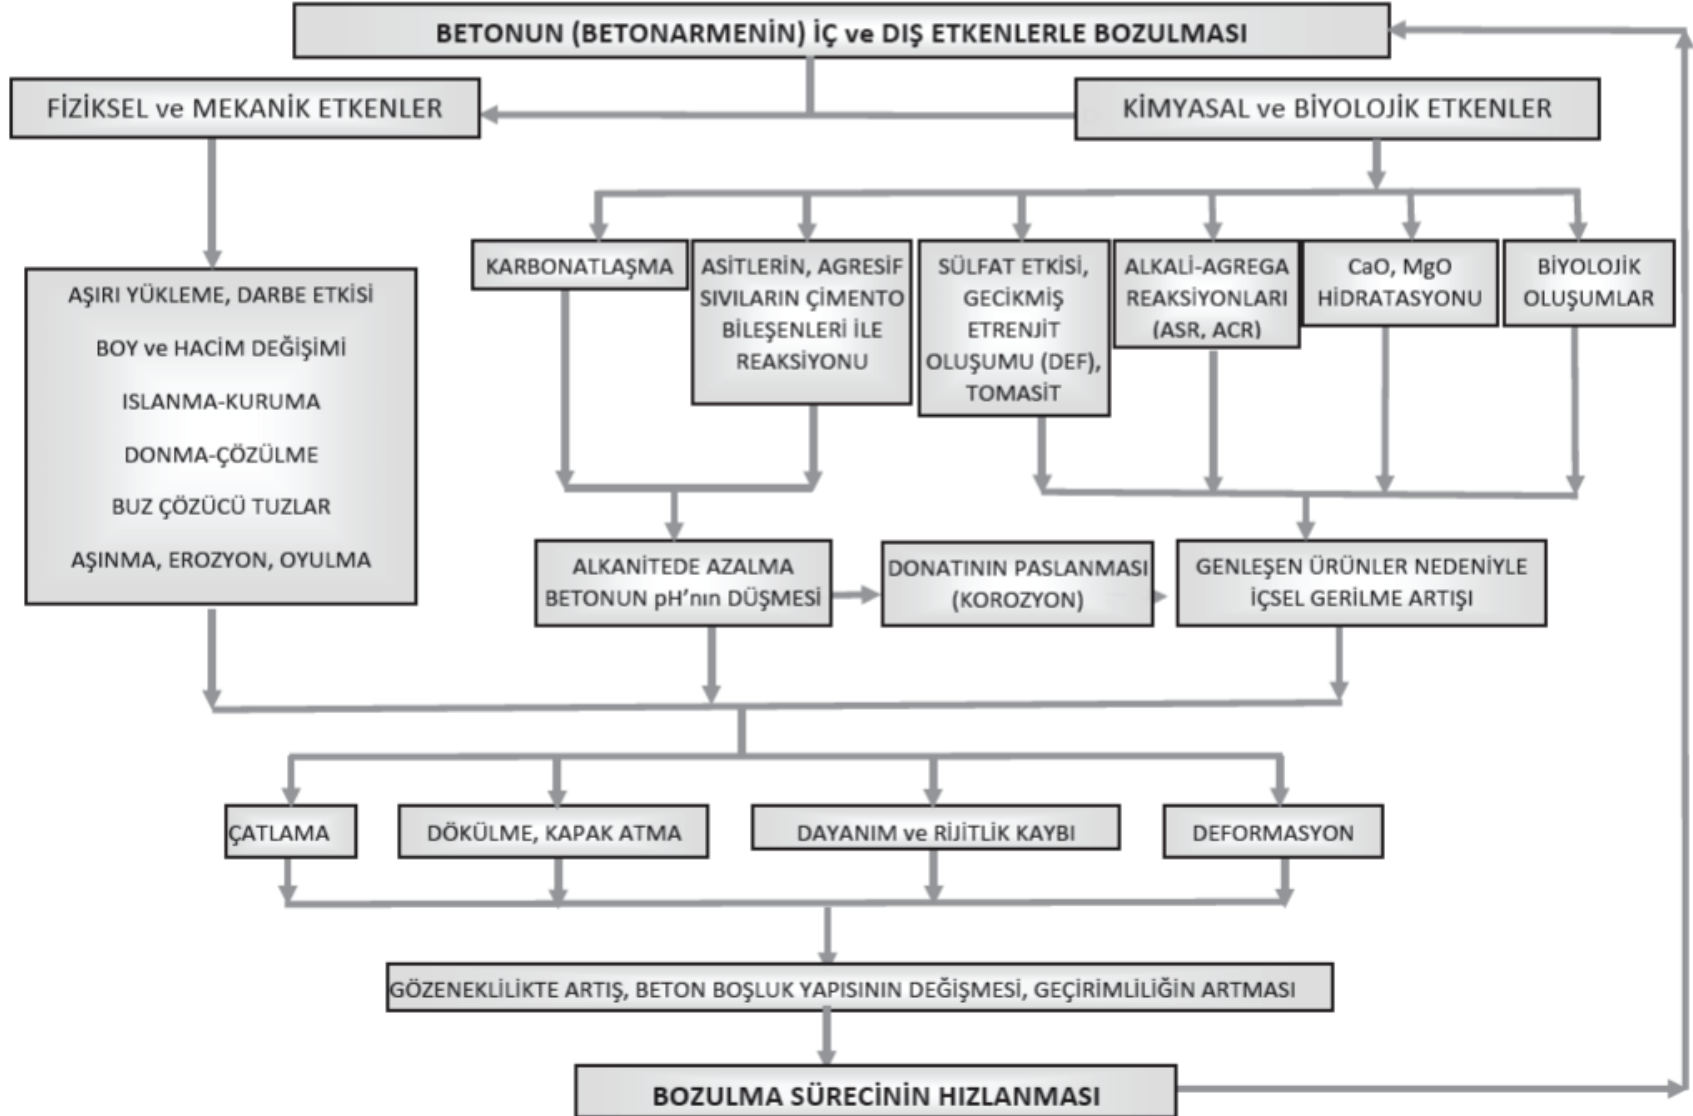 BETONUN (BETONARMENİN) İÇ ve DIŞ ETKENLERLE BOZULMASI
FİZİKSEL ve MEKANİK ETKENLER
KİMYASAL ve BİYOLOJİK ETKENLER
AŞIRI YÜKLEME, DARBE ETKİSİ
BOY ve HACİM DEĞİŞİMİ
ISLANMA-KURUMA
DONMA-ÇÖZÜLME
BUZ ÇÖZÜCÜ TUZLAR
AŞINMA, EROZYON, OYULMA
KARBONATLAŞMA
ASİTLERİN, AGRESİF
SIVILARIN ÇİMENTO
BİLEŞENLERİ İLE
REAKSİYONU
SÜLFAT ETKİSİ,
GECİKMİŞ
ETRENJİT
OLUŞUMU (DEF),
TOMASİT
ALKALİ-AGREGA
REAKSİYONLARI
(ASR, ACR)
CaO, MgO
HİDRATASYONU
BİYOLOJİK
OLUŞUMLAR
ALKANİTEDE AZALMA
BETONUN pH’nın DÜŞMESİ
DONATININ PASLANMASI
(KOROZYON)
GENLEŞEN ÜRÜNLER NEDENİYLE
İÇSEL GERİLME ARTIŞI
ÇATLAMA
DÖKÜLME, KAPAK ATMA
DAYANIM ve RİJİTLİK KAYBI
DEFORMASYON
GÖZENEKLİLİKTE ARTIŞ, BETON BOŞLUK YAPISININ DEĞİŞMESİ, GEÇİRİMLİLİĞİN ARTMASI
BOZULMA SÜRECİNİN HIZLANMASI